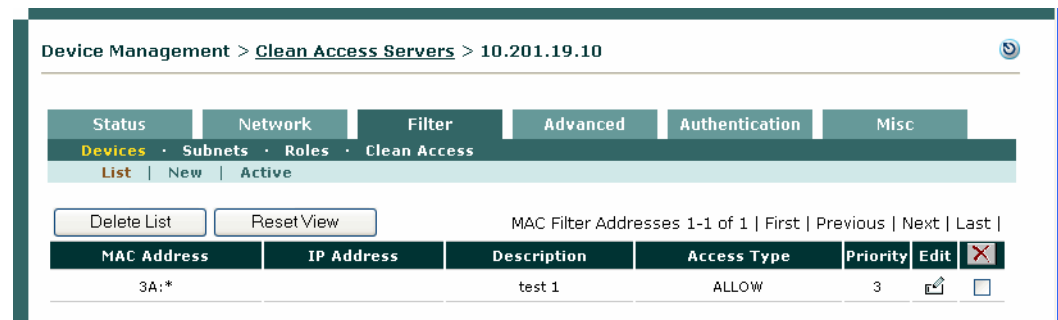 Device Management > Clean Access Servers > 10.201.19.10
Status Network Filter Advanced Authentication Misc
Devices · Subnets · Roles · Clean Access
List | New | Active
Delete List Reset View MAC Filter Addresses 1-1 of 1 | First | Previous | Next | Last |
MAC Address IP Address Description Access Type Priority Edit
3A:* test 1 ALLOW 3